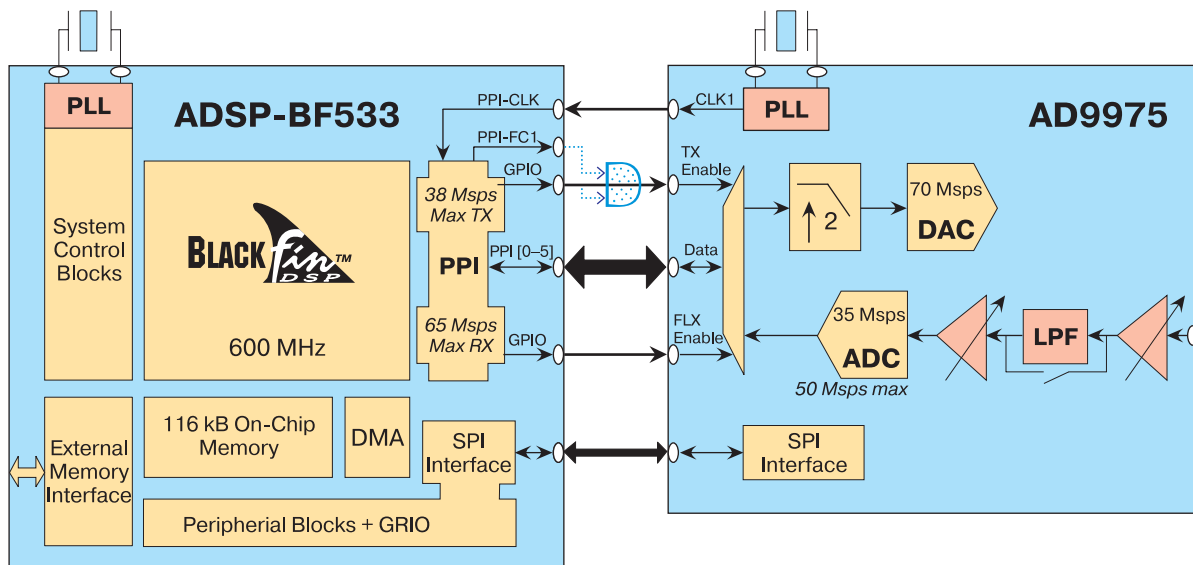 ADSP-BF533
PLL
System
Control
Blocks
BLACKfin™
DSP
600 MHz
PPI-CLK
PPI-FC1
GPIO
38 Msps
Max TX
PPI
PPI [0–5]
65 Msps
Max RX
GPIO
External
Memory
Interface
116 kB On-Chip
Memory
DMA
SPI
Interface
Peripherial Blocks + GRIO
AD9975
CLK1
PLL
TX
Enable
Data
FLX
Enable
2
70 Msps
DAC
35 Msps
ADC
50 Msps max
LPF
SPI
Interface